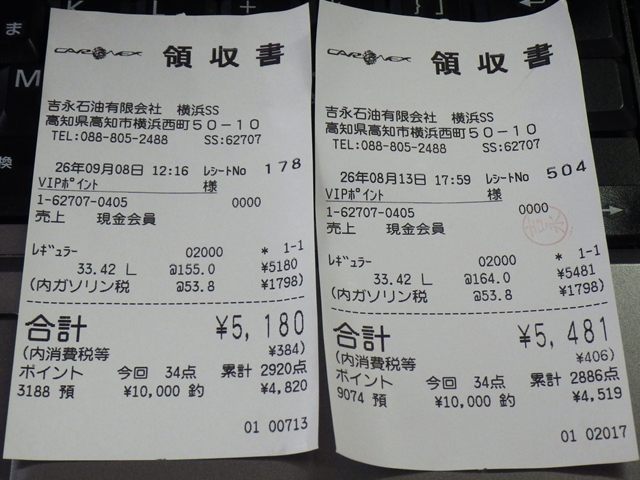 CARONEX 領収書
吉永石油有限会社 横浜SS
高知県高知市横浜西町50-10
TEL:088-805-2488 SS:62707
26年09月08日 12:16 レシートNo 178
VIPポイント 様
1-62707-0405 0000
売上 現金会員
レギュラー 02000 * 1-1
33.42 L @155.0 ¥5180
(内ガソリン税 @53.8 ¥1798)
合計 ¥5,180
(内消費税等 ¥384)
ポイント 今回 34点 累計 2920点
3188 預 ¥10,000 釣 ¥4,820
01 00713
CARONEX 領収書
吉永石油有限会社 横浜SS
高知県高知市横浜西町50-10
TEL:088-805-2488 SS:62707
26年08月13日 17:59 レシートNo 504
VIPポイント 様
1-62707-0405 0000
売上 現金会員
レギュラー 02000 * 1-1
33.42 L @164.0 ¥5481
(内ガソリン税 @53.8 ¥1798)
合計 ¥5,481
(内消費税等 ¥406)
ポイント 今回 34点 累計 2886点
9074 預 ¥10,000 釣 ¥4,519
01 02017
ま
M
換